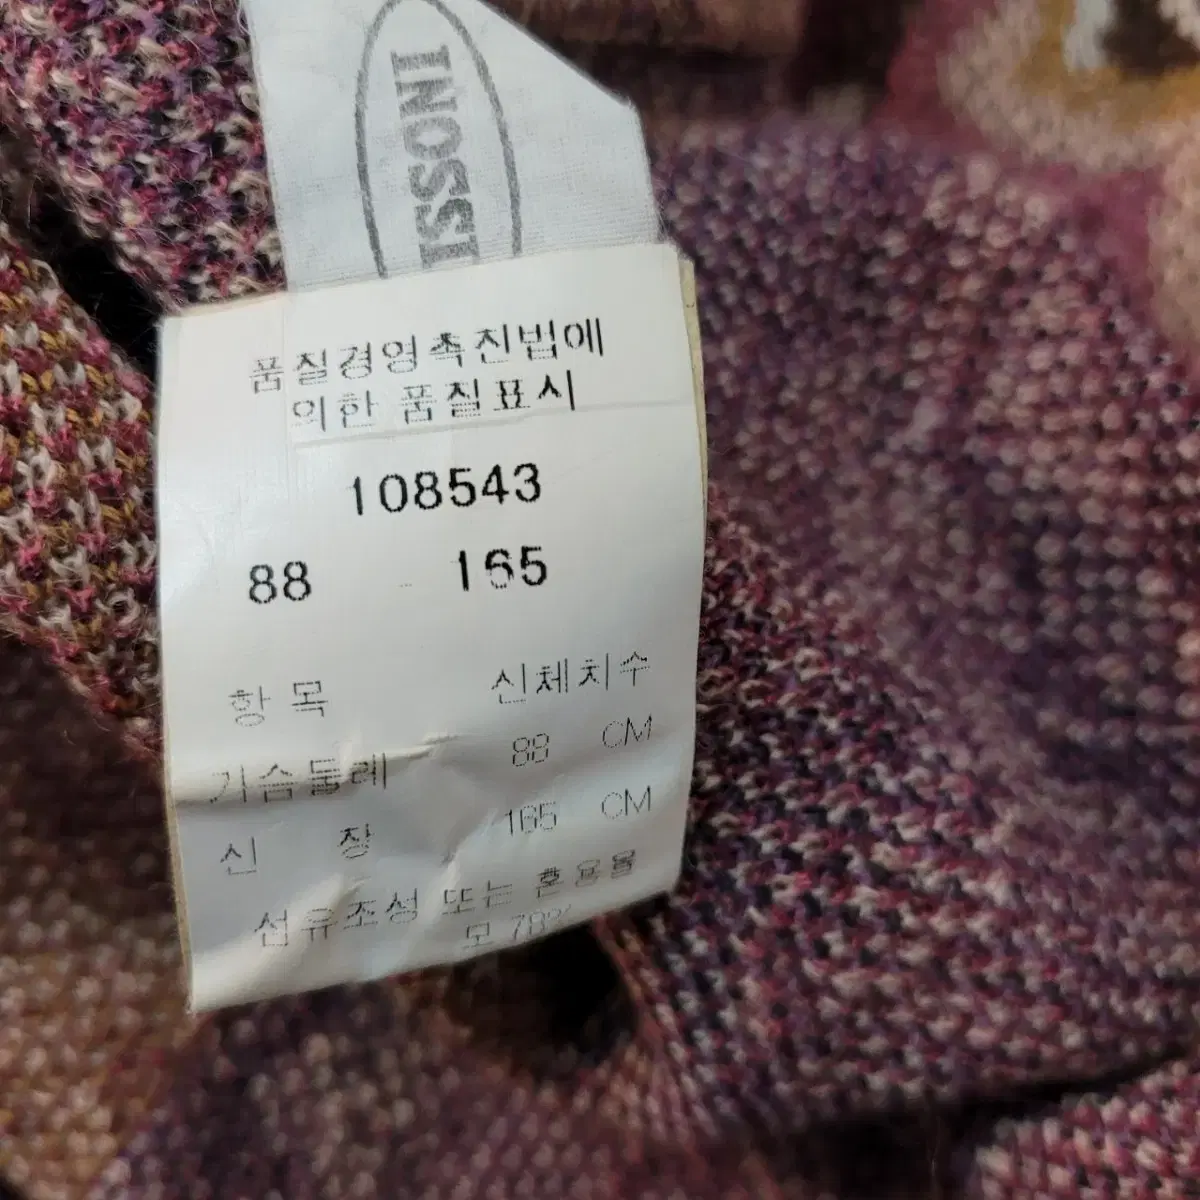 ISSONI
품질경영촉진법에
의한 품질표시
108543
88 165
항 목 신체치수
가슴둘레 88 CM
신 장 165 CM
섬유조성 또는 혼용율
모 78%